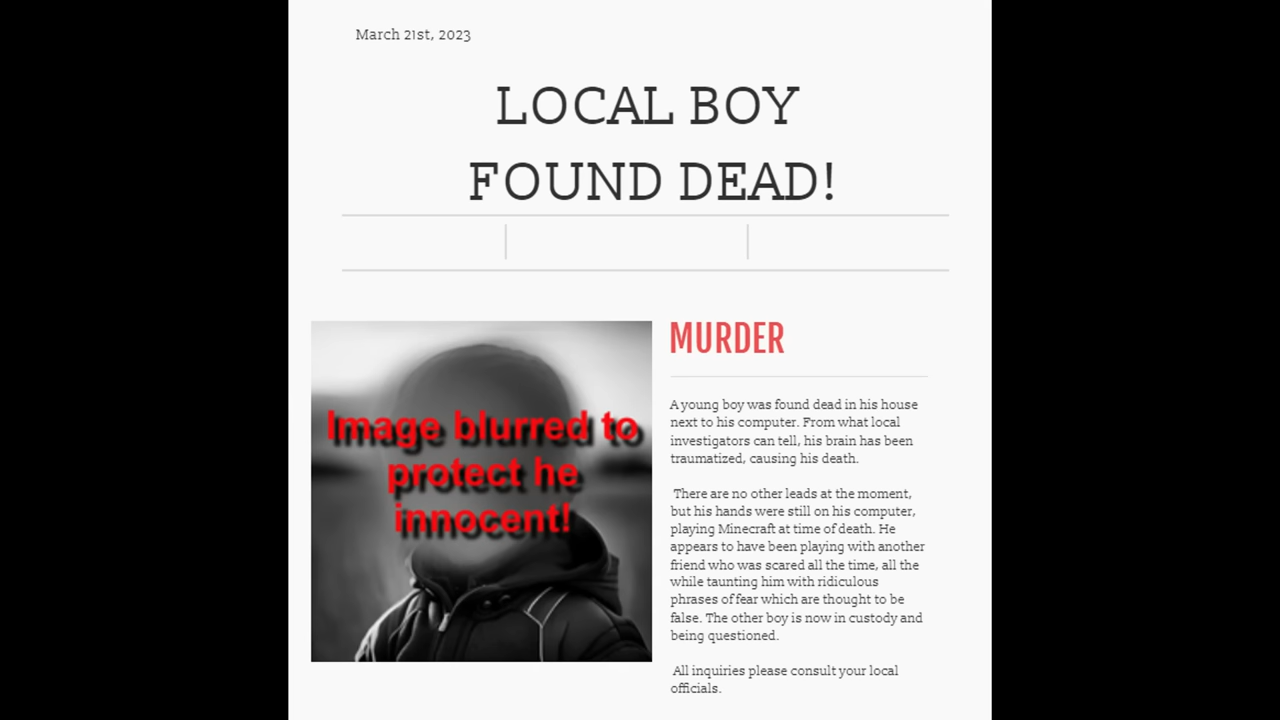 March 21st, 2023
LOCAL BOY
FOUND DEAD!
Image blurred to
protect he
innocent!
MURDER
A young boy was found dead in his house
next to his computer. From what local
investigators can tell, his brain has been
traumatized, causing his death.
There are no other leads at the moment,
but his hands were still on his computer,
playing Minecraft at time of death. He
appears to have been playing with another
friend who was scared all the time, all the
while taunting him with ridiculous
phrases of fear which are thought to be
false. The other boy is now in custody and
being questioned.
All inquiries please consult your local
officials.